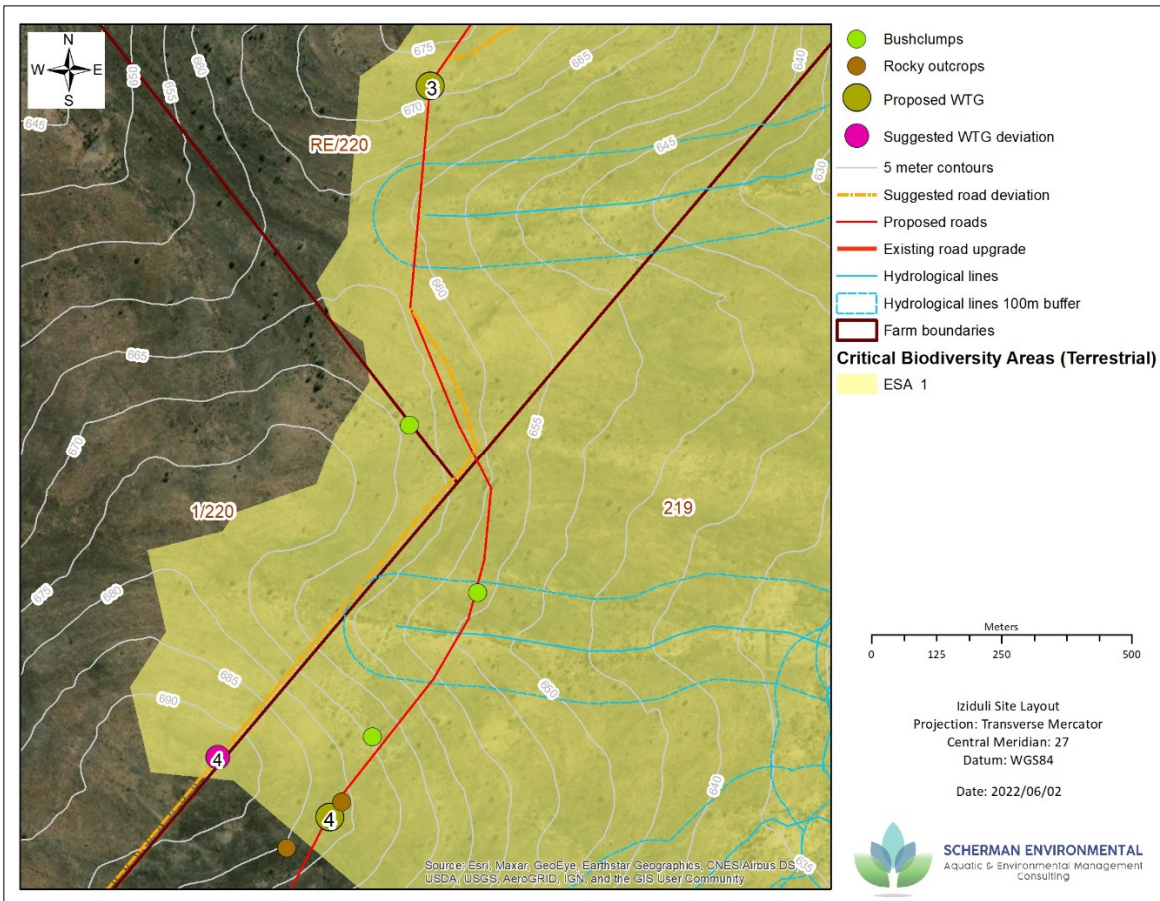 N
W E
S
645
650
655
660
675
665
640
3
670
RE/220
645
630
660
665
655
670
1/220
219
675
680
685
690
4
4
660
640
635
Source: Esri, Maxar, GeoEye, Earthstar Geographics, CNES/Airbus DS,
USDA, USGS, AeroGRID, IGN, and the GIS User Community
Bushclumps
Rocky outcrops
Proposed WTG
Suggested WTG deviation
5 meter contours
Suggested road deviation
Proposed roads
Existing road upgrade
Hydrological lines
Hydrological lines 100m buffer
Farm boundaries
Critical Biodiversity Areas (Terrestrial)
ESA 1
Meters
0 125 250 500
Iziduli Site Layout
Projection: Transverse Mercator
Central Meridian: 27
Datum: WGS84
Date: 2022/06/02
SCHERMAN ENVIRONMENTAL
Aquatic & Environmental Management
Consulting